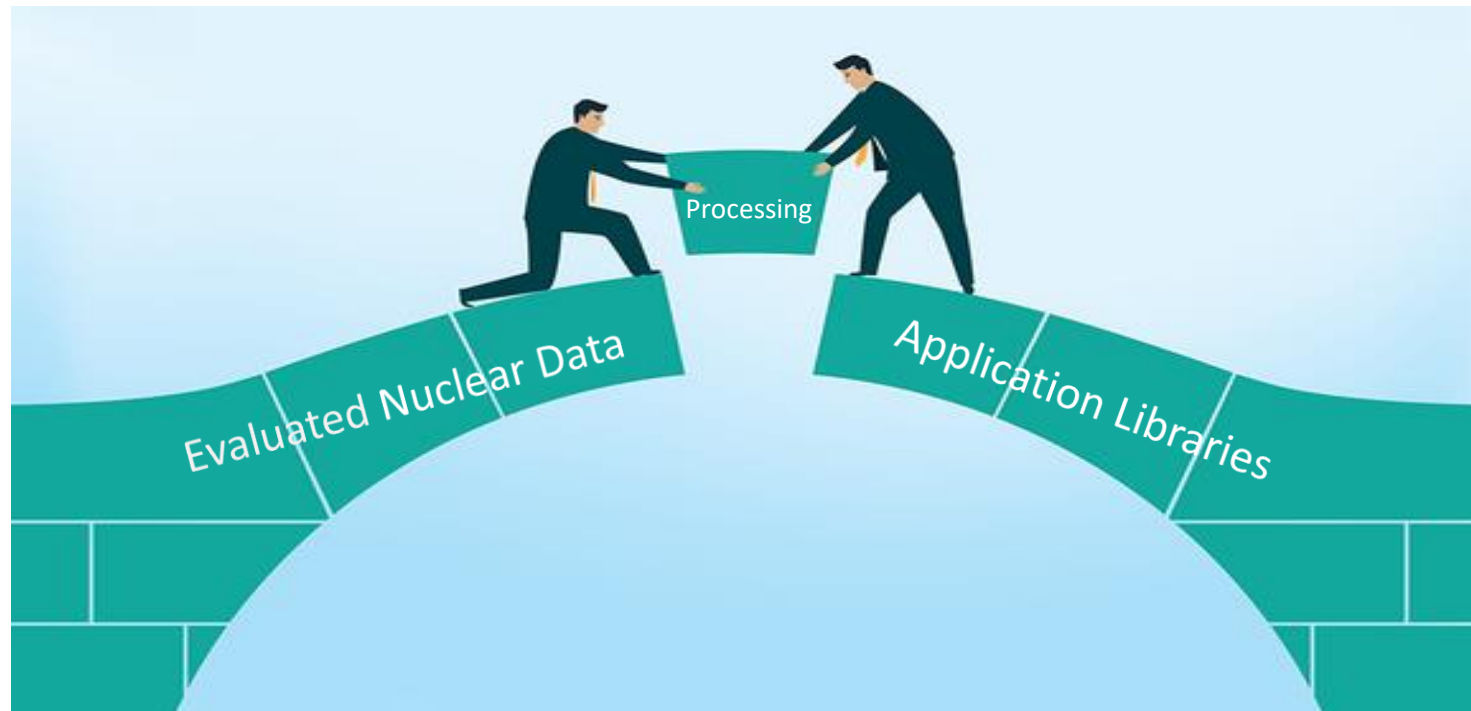 Processing
Evaluated Nuclear Data
Application Libraries